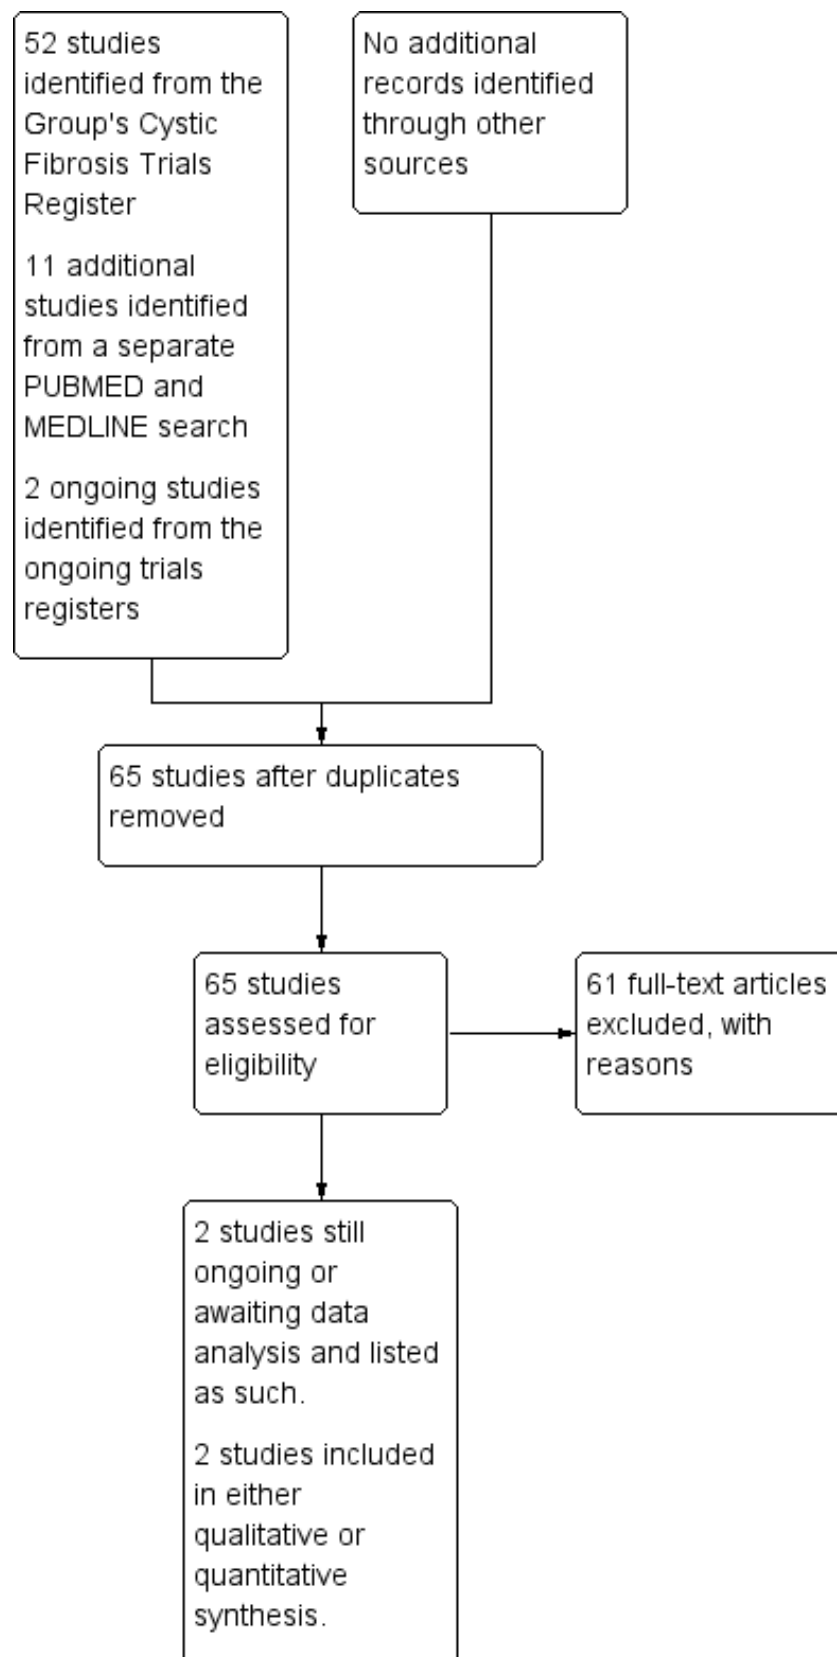 52 studies
identified from the
Group's Cystic
Fibrosis Trials
Register
11 additional
studies identified
from a separate
PUBMED and
MEDLINE search
2 ongoing studies
identified from the
ongoing trials
registers
No additional
records identified
through other
sources
65 studies after duplicates
removed
65 studies
assessed for
eligibility
61 full-text articles
excluded, with
reasons
2 studies still
ongoing or
awaiting data
analysis and listed
as such.
2 studies included
in either
qualitative or
quantitative
synthesis.